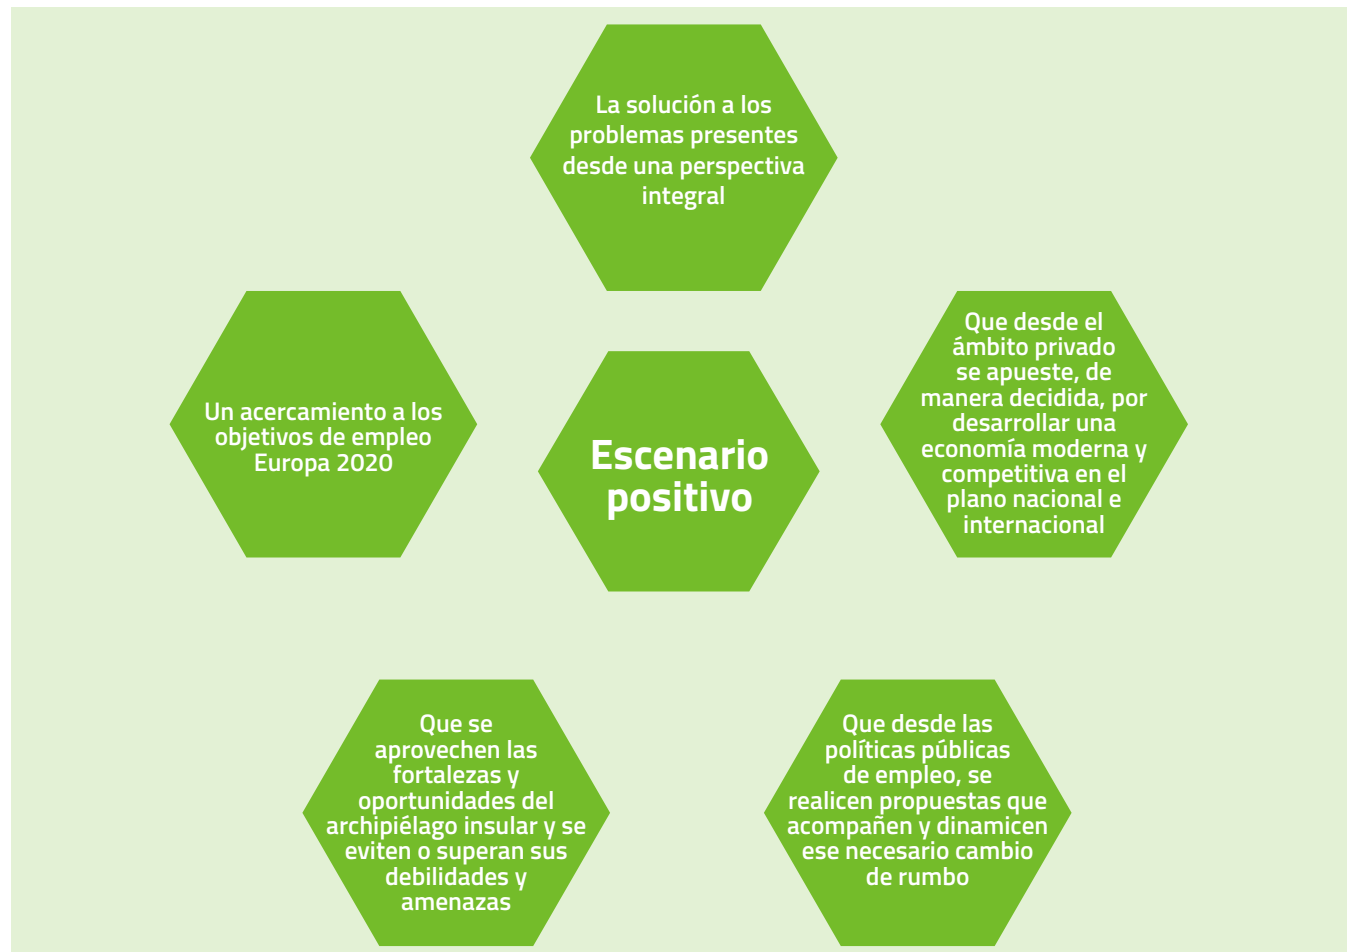 La solución a los
problemas presentes
desde una perspectiva
integral
Un acercamiento a los
objetivos de empleo
Europa 2020
Escenario
positivo
Que desde el
ámbito privado
se apueste, de
manera decidida, por
desarrollar una
economía moderna y
competitiva en el
plano nacional e
internacional
Que se
aprovechen las
fortalezas y
oportunidades del
archipiélago insular y se
eviten o superan sus
debilidades y
amenazas
Que desde las
políticas públicas
de empleo, se
realicen propuestas que
acompañen y dinamicen
ese necesario cambio
de rumbo